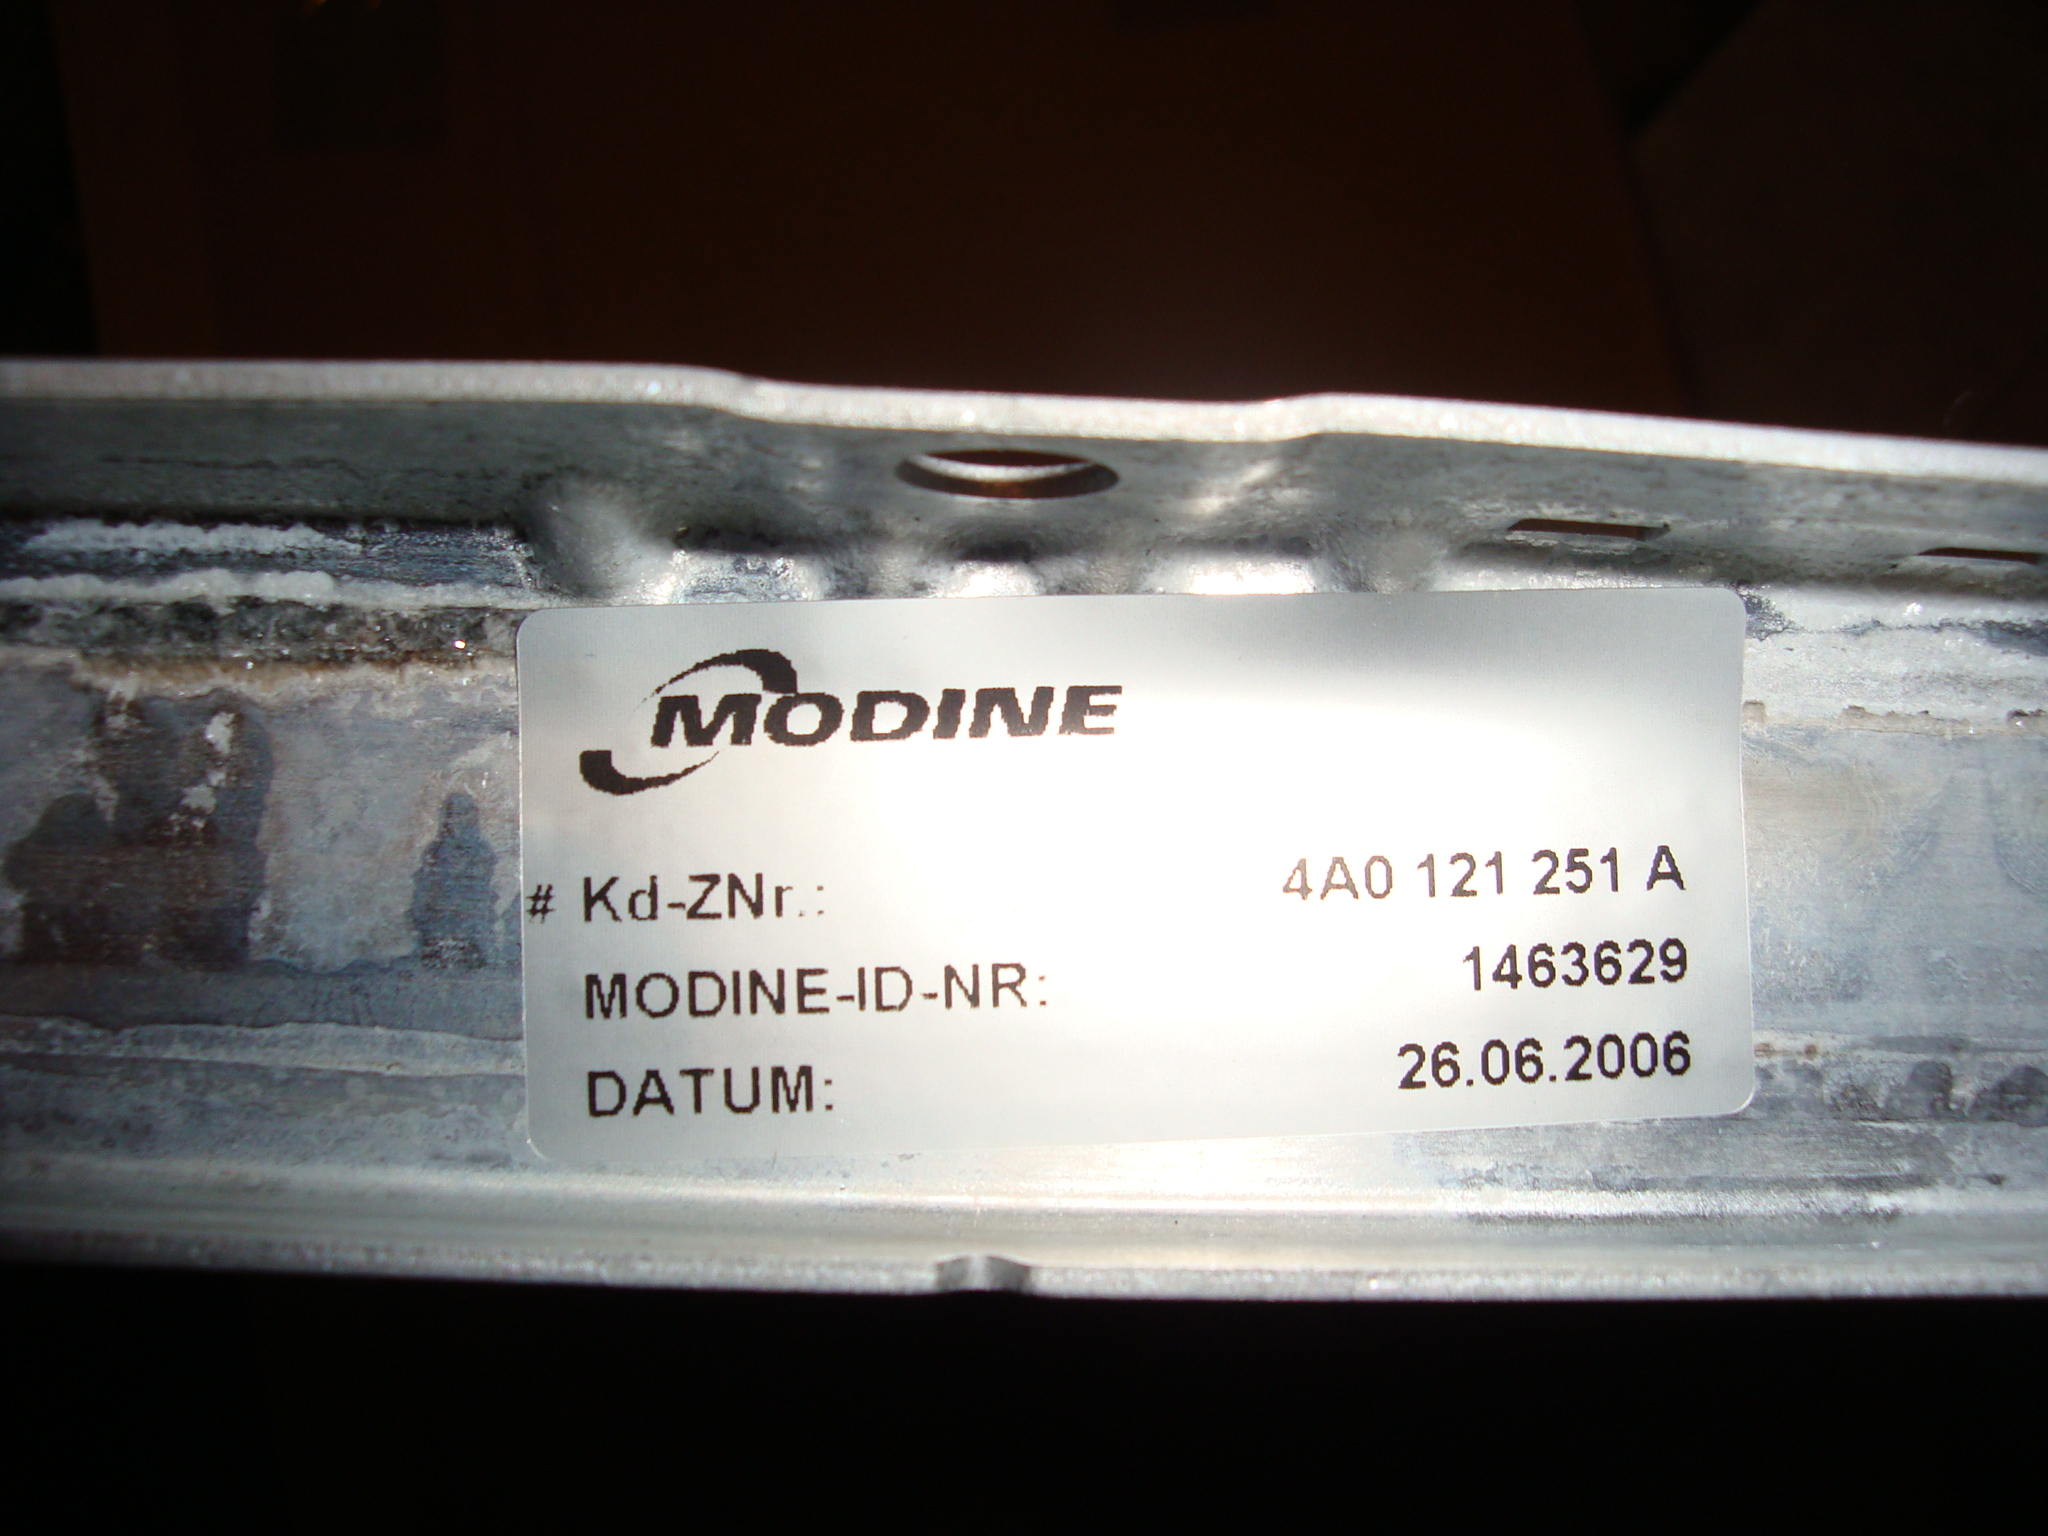 MODINE
# Kd-ZNr.: 4A0 121 251 A
MODINE-ID-NR: 1463629
DATUM: 26.06.2006